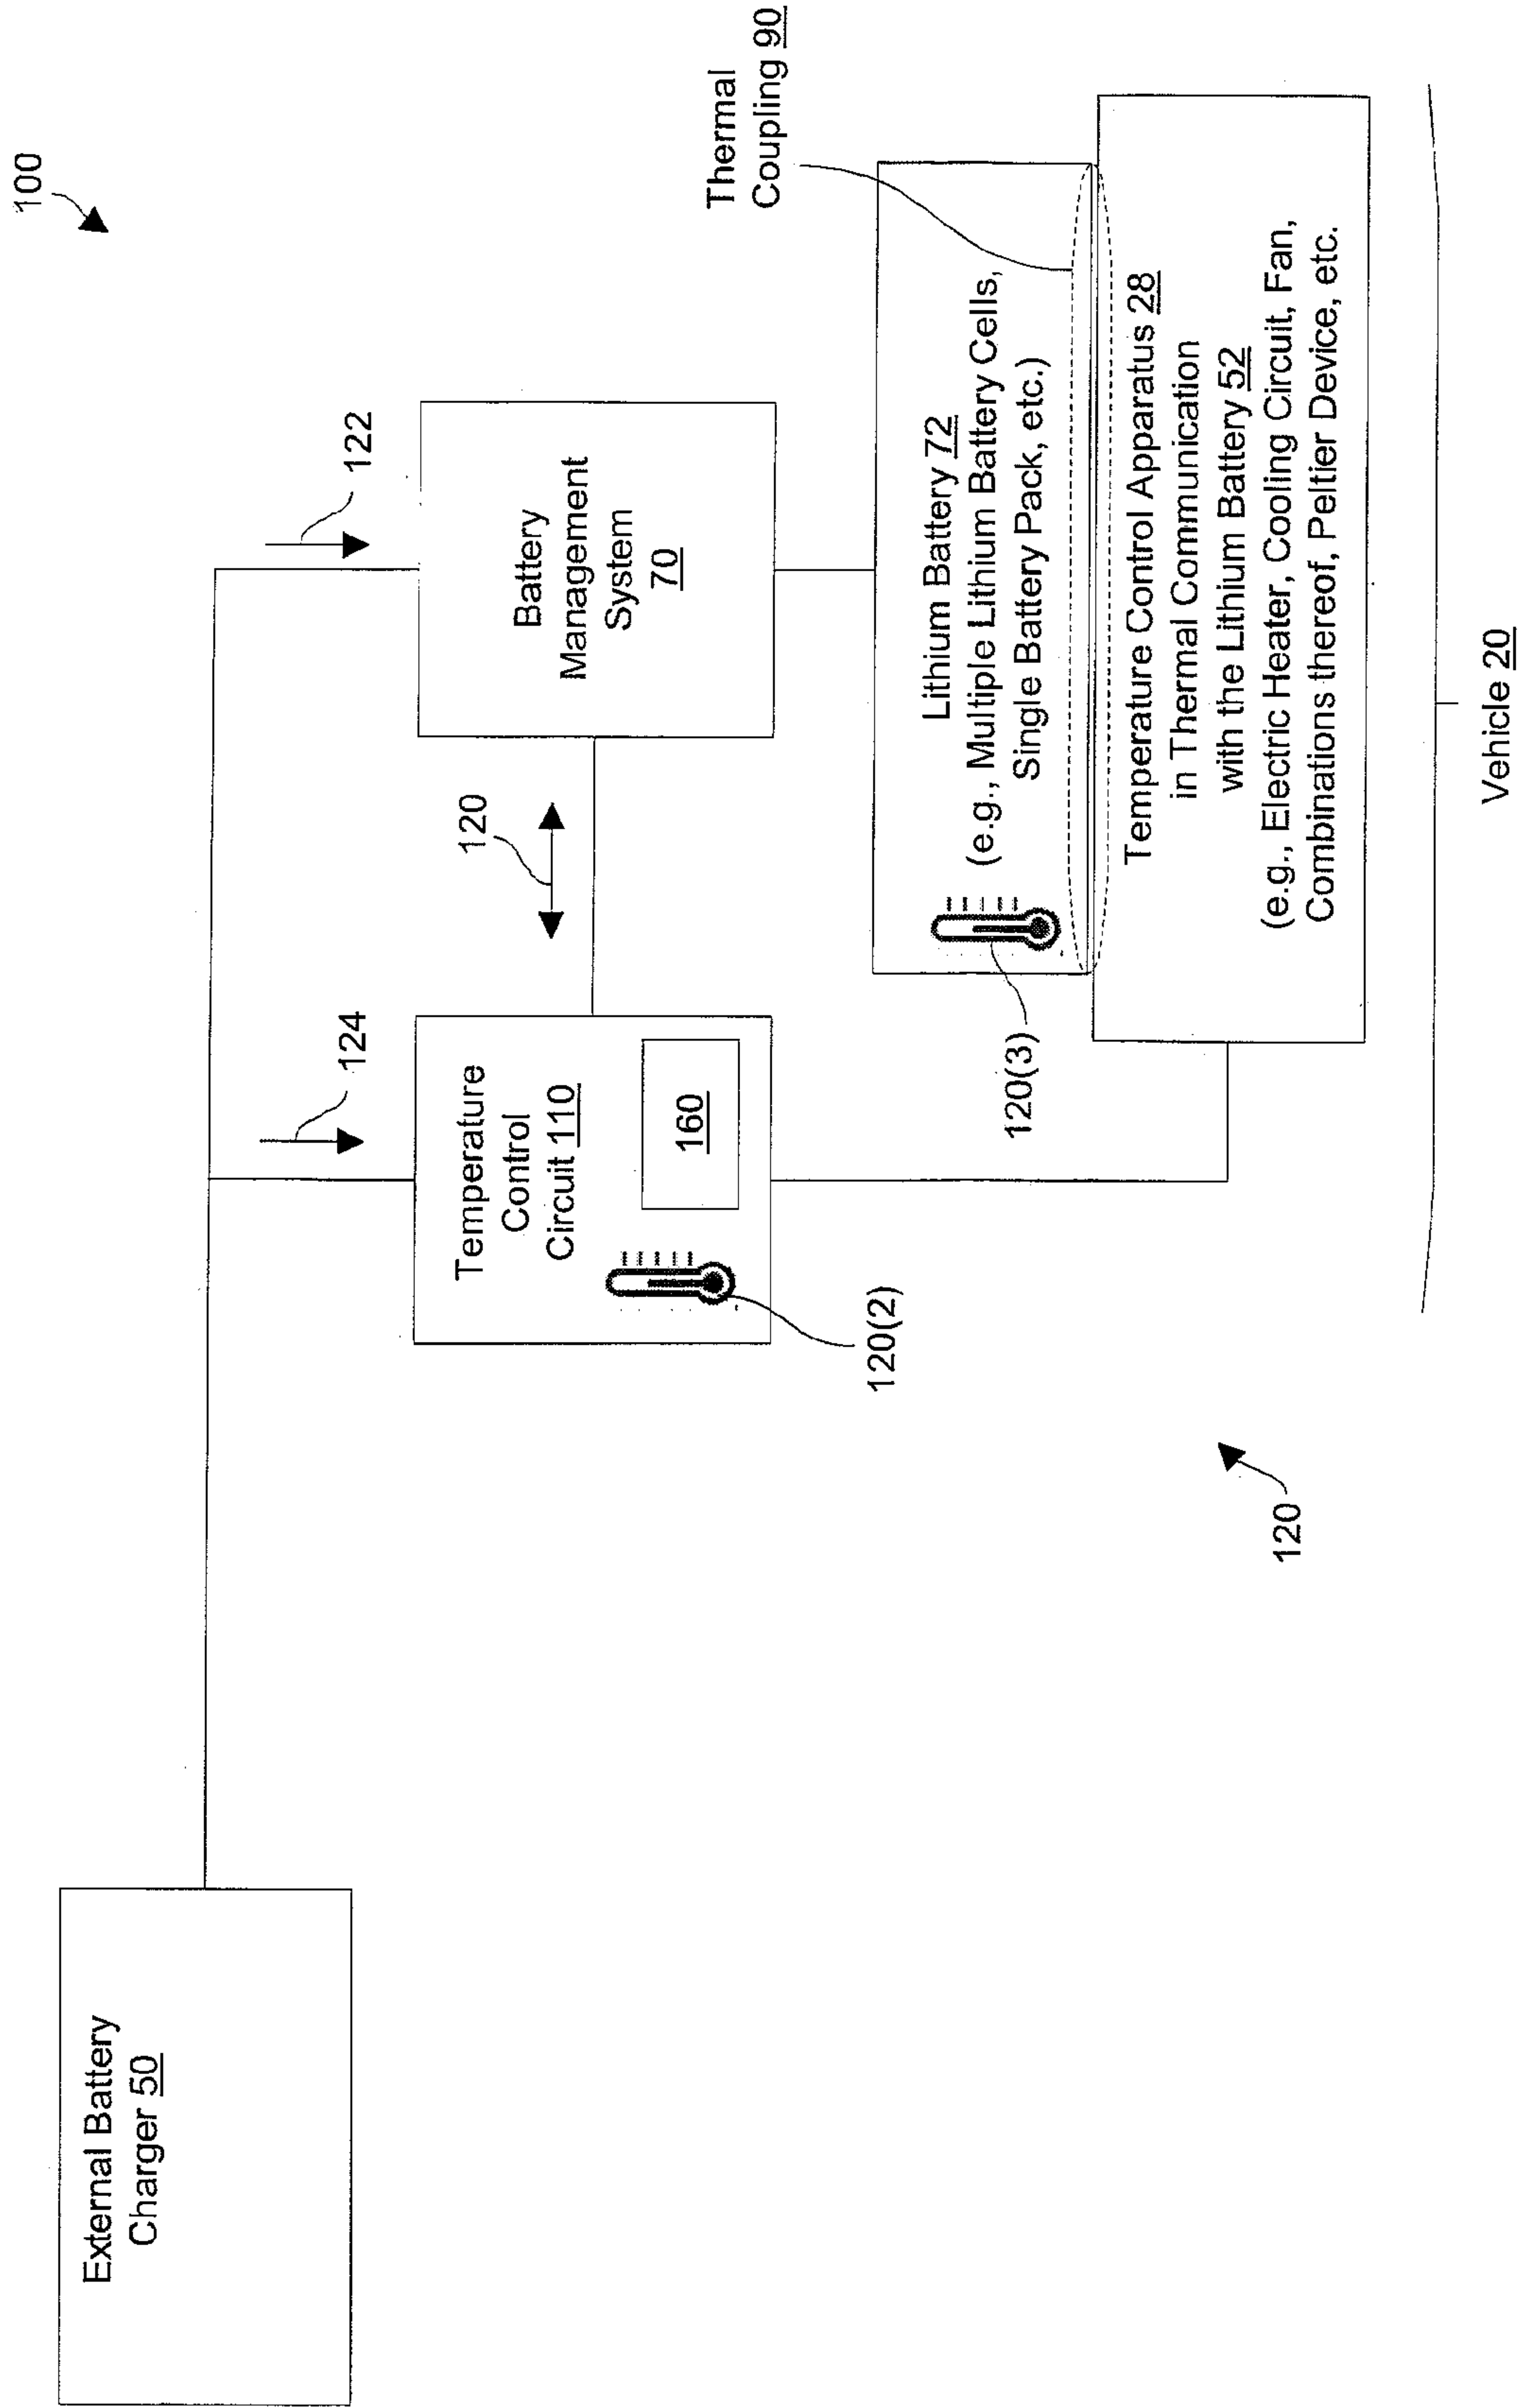 100
External Battery
Charger 50
124
122
Temperature
Control
Circuit 110
160
120
Battery
Management
System
70
120(2)
Thermal
Coupling 90
Lithium Battery 72
(e.g., Multiple Lithium Battery Cells,
Single Battery Pack, etc.)
120(3)
Temperature Control Apparatus 28
in Thermal Communication
with the Lithium Battery 52
(e.g., Electric Heater, Cooling Circuit, Fan,
Combinations thereof, Peltier Device, etc.
120
Vehicle 20